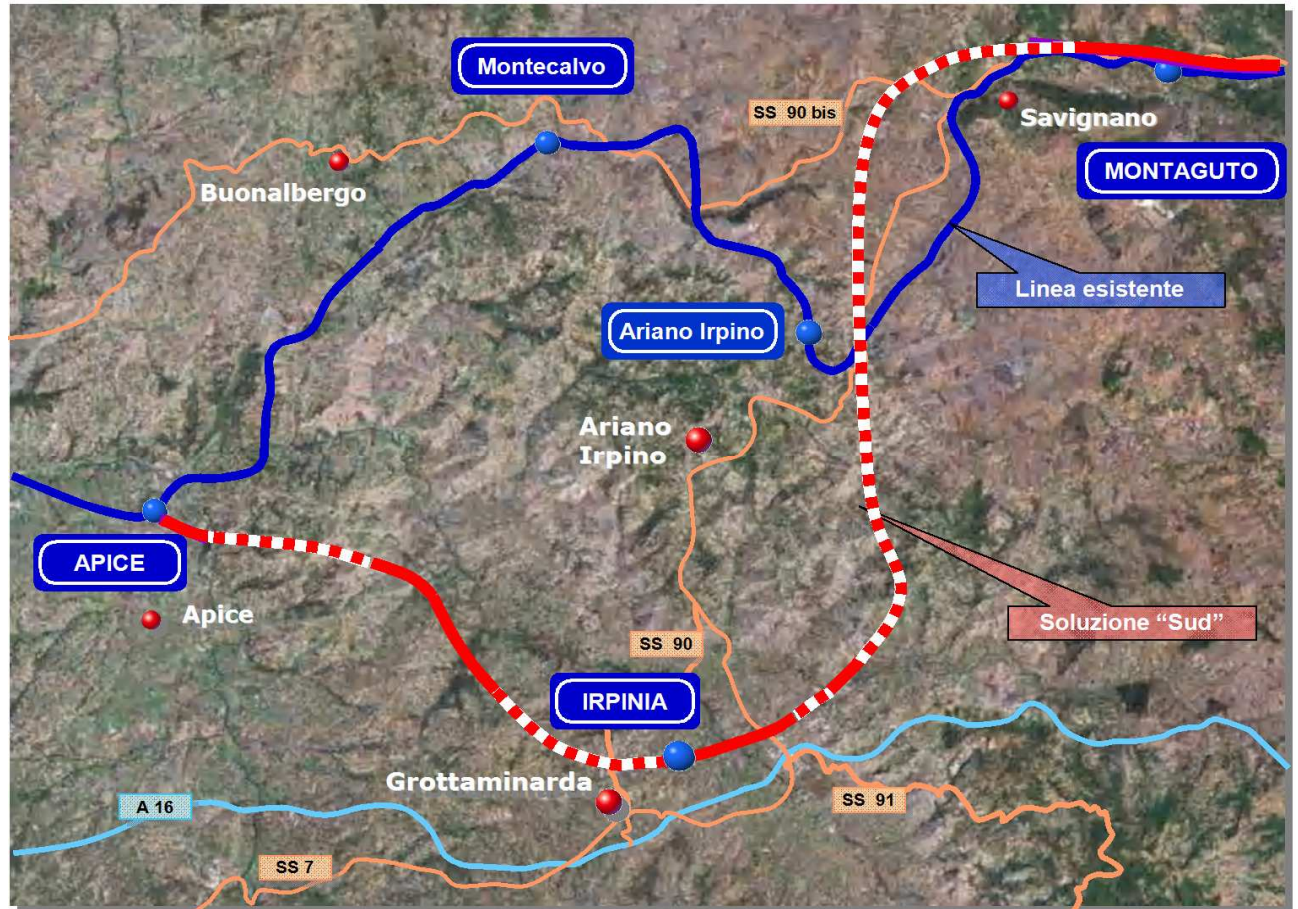 Montecalvo
SS 90 bis
Savignano
Buonalbergo
MONTAGUTO
Linea esistente
Ariano Irpino
Ariano
Irpino
APICE
Apice
Soluzione “Sud”
SS 90
IRPINIA
Grottaminarda
A 16
SS 91
SS 7